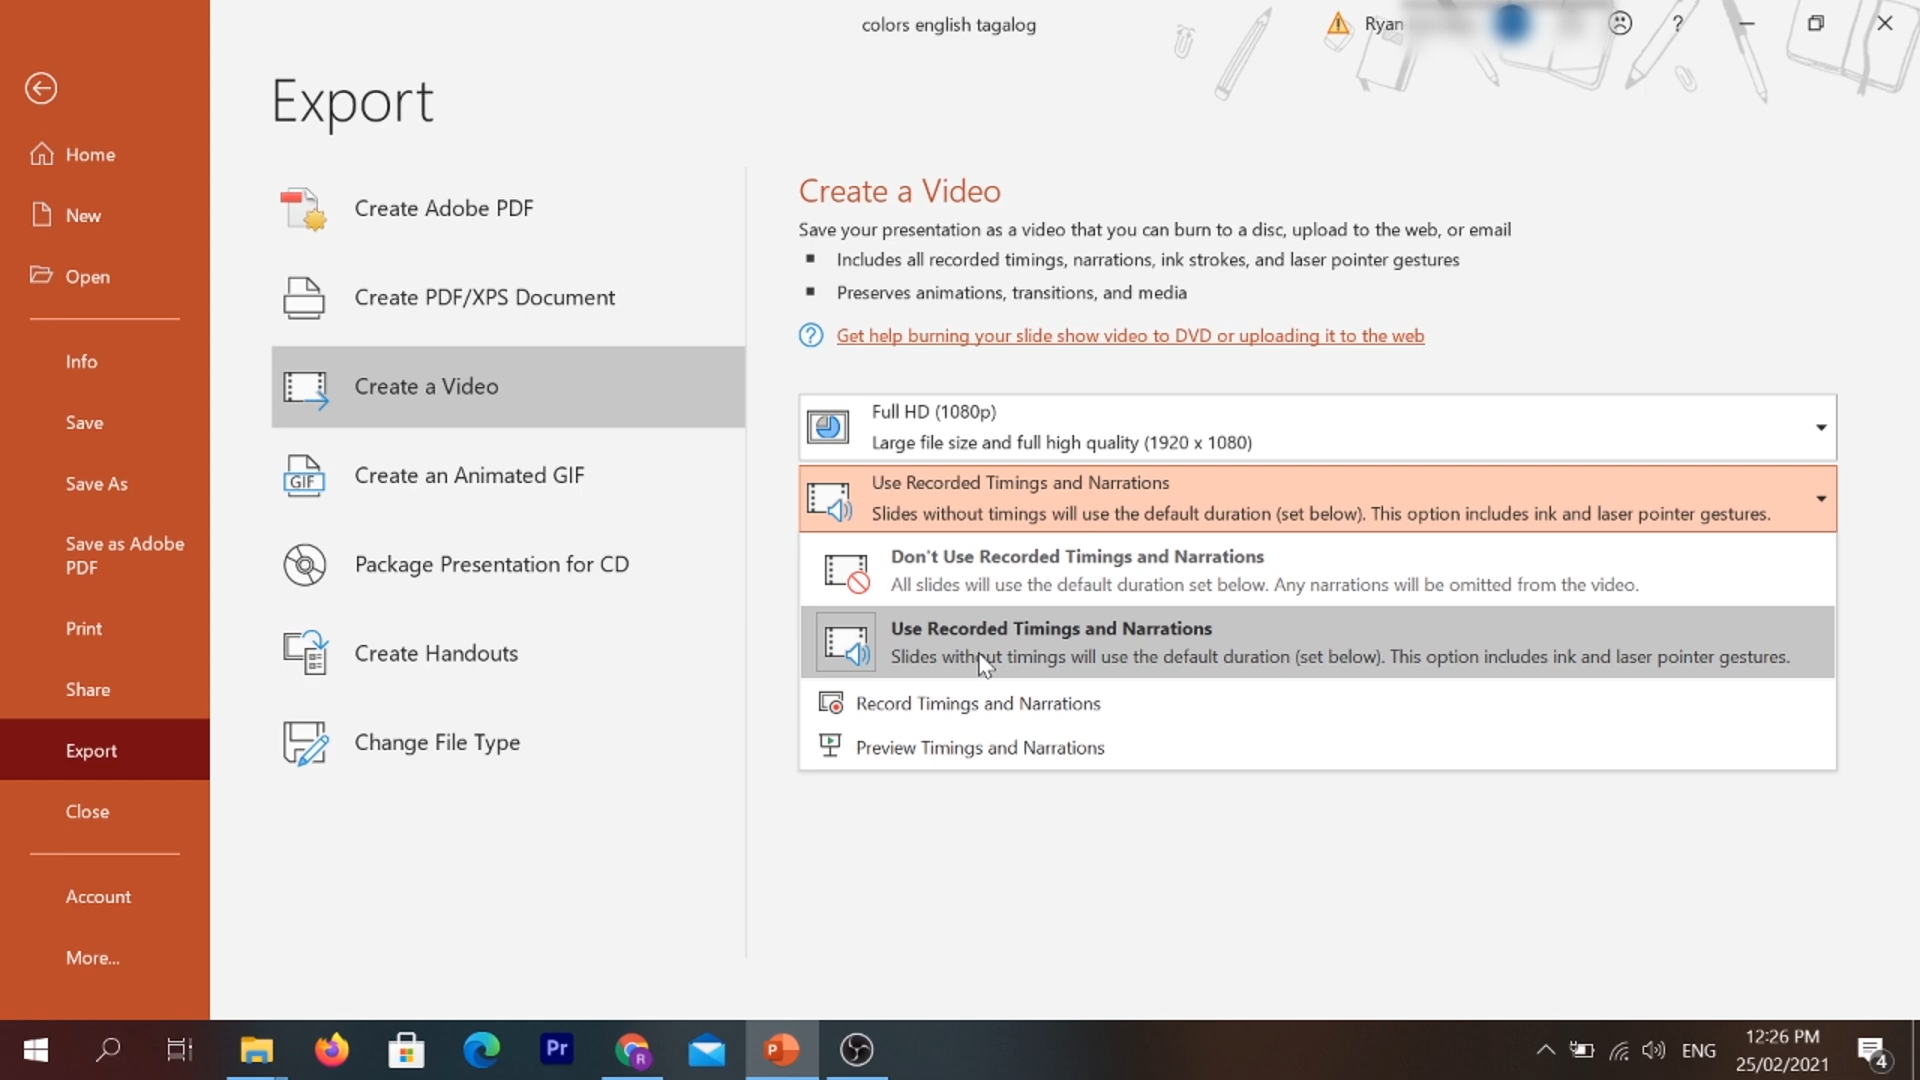 colors english tagalog
Ryan
?
Export
Home
New
Open
Info
Save
Save As
Save as Adobe
PDF
Print
Share
Export
Close
Account
More...
Create Adobe PDF
Create PDF/XPS Document
Create a Video
GIF
Create an Animated GIF
Package Presentation for CD
Create Handouts
Change File Type
Create a Video
Save your presentation as a video that you can burn to a disc, upload to the web, or email
▪ Includes all recorded timings, narrations, ink strokes, and laser pointer gestures
▪ Preserves animations, transitions, and media
? Get help burning your slide show video to DVD or uploading it to the web
Full HD (1080p)
Large file size and full high quality (1920 x 1080)
Use Recorded Timings and Narrations
Slides without timings will use the default duration (set below). This option includes ink and laser pointer gestures.
Don't Use Recorded Timings and Narrations
All slides will use the default duration set below. Any narrations will be omitted from the video.
Use Recorded Timings and Narrations
Slides without timings will use the default duration (set below). This option includes ink and laser pointer gestures.
Record Timings and Narrations
Preview Timings and Narrations
Pr
R
P
ENG
12:26 PM
25/02/2021
4